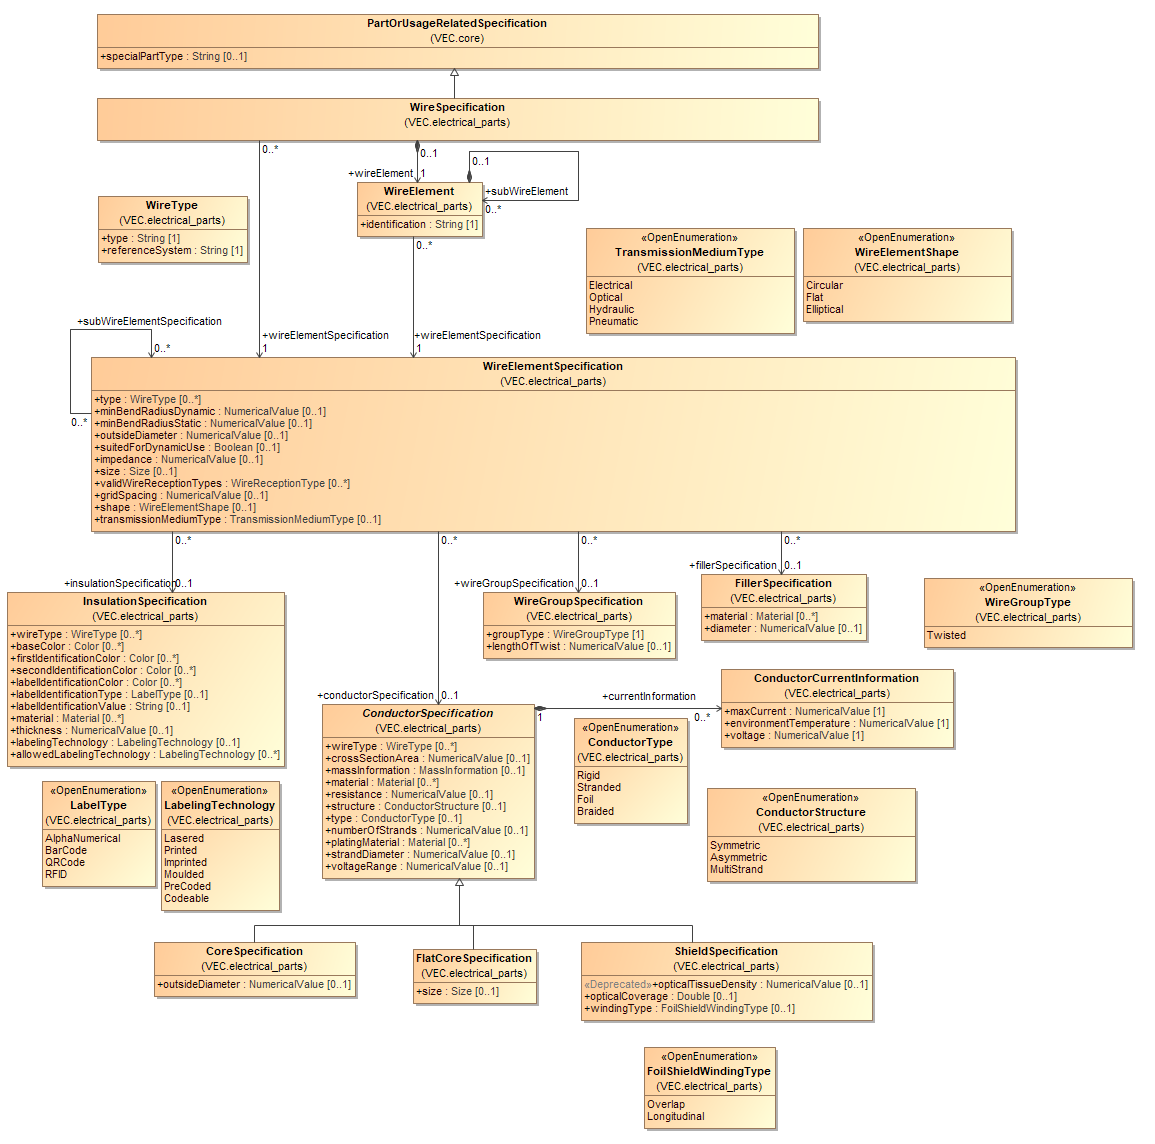 PartOrUsageRelatedSpecification
(VEC.core)
+specialPartType : String [0..1]
WireSpecification
(VEC.electrical_parts)
0..*
0..1
+wireElement
1
0..1
+subWireElement
0..*
WireType
(VEC.electrical_parts)
+type : String [1]
+referenceSystem : String [1]
WireElement
(VEC.electrical_parts)
+identification : String [1]
0..*
«OpenEnumeration»
TransmissionMediumType
(VEC.electrical_parts)
Electrical
Optical
Hydraulic
Pneumatic
«OpenEnumeration»
WireElementShape
(VEC.electrical_parts)
Circular
Flat
Elliptical
+subWireElementSpecification
0..*
0..*
+wireElementSpecification
1
+wireElementSpecification
1
WireElementSpecification
(VEC.electrical_parts)
+type : WireType [0..*]
+minBendRadiusDynamic : NumericalValue [0..1]
+minBendRadiusStatic : NumericalValue [0..1]
+outsideDiameter : NumericalValue [0..1]
+suitedForDynamicUse : Boolean [0..1]
+impedance : NumericalValue [0..1]
+size : Size [0..1]
+validWireReceptionTypes : WireReceptionType [0..*]
+gridSpacing : NumericalValue [0..1]
+shape : WireElementShape [0..1]
+transmissionMediumType : TransmissionMediumType [0..1]
0..*
0..*
0..*
0..*
+insulationSpecification
0..1
+wireGroupSpecification
0..1
+fillerSpecification
0..1
InsulationSpecification
(VEC.electrical_parts)
+wireType : WireType [0..*]
+baseColor : Color [0..*]
+firstIdentificationColor : Color [0..*]
+secondIdentificationColor : Color [0..*]
+labelIdentificationColor : Color [0..*]
+labelIdentificationType : LabelType [0..1]
+labelIdentificationValue : String [0..1]
+material : Material [0..*]
+thickness : NumericalValue [0..1]
+labelingTechnology : LabelingTechnology [0..1]
+allowedLabelingTechnology : LabelingTechnology [0..*]
WireGroupSpecification
(VEC.electrical_parts)
+groupType : WireGroupType [1]
+lengthOfTwist : NumericalValue [0..1]
FillerSpecification
(VEC.electrical_parts)
+material : Material [0..*]
+diameter : NumericalValue [0..1]
«OpenEnumeration»
WireGroupType
(VEC.electrical_parts)
Twisted
+conductorSpecification
0..1
ConductorSpecification
(VEC.electrical_parts)
+wireType : WireType [0..*]
+crossSectionArea : NumericalValue [0..1]
+massInformation : MassInformation [0..1]
+material : Material [0..*]
+resistance : NumericalValue [0..1]
+structure : ConductorStructure [0..1]
+type : ConductorType [0..1]
+numberOfStrands : NumericalValue [0..1]
+platingMaterial : Material [0..*]
+strandDiameter : NumericalValue [0..1]
+voltageRange : NumericalValue [0..1]
1
+currentInformation
0..*
ConductorCurrentInformation
(VEC.electrical_parts)
+maxCurrent : NumericalValue [1]
+environmentTemperature : NumericalValue [1]
+voltage : NumericalValue [1]
«OpenEnumeration»
ConductorType
(VEC.electrical_parts)
Rigid
Stranded
Foil
Braided
«OpenEnumeration»
ConductorStructure
(VEC.electrical_parts)
Symmetric
Asymmetric
MultiStrand
«OpenEnumeration»
LabelType
(VEC.electrical_parts)
AlphaNumerical
BarCode
QRCode
RFID
«OpenEnumeration»
LabelingTechnology
(VEC.electrical_parts)
Lasered
Printed
Imprinted
Moulded
PreCoded
Codeable
CoreSpecification
(VEC.electrical_parts)
+outsideDiameter : NumericalValue [0..1]
FlatCoreSpecification
(VEC.electrical_parts)
+size : Size [0..1]
ShieldSpecification
(VEC.electrical_parts)
«Deprecated»+opticalTissueDensity : NumericalValue [0..1]
+opticalCoverage : Double [0..1]
+windingType : FoilShieldWindingType [0..1]
«OpenEnumeration»
FoilShieldWindingType
(VEC.electrical_parts)
Overlap
Longitudinal